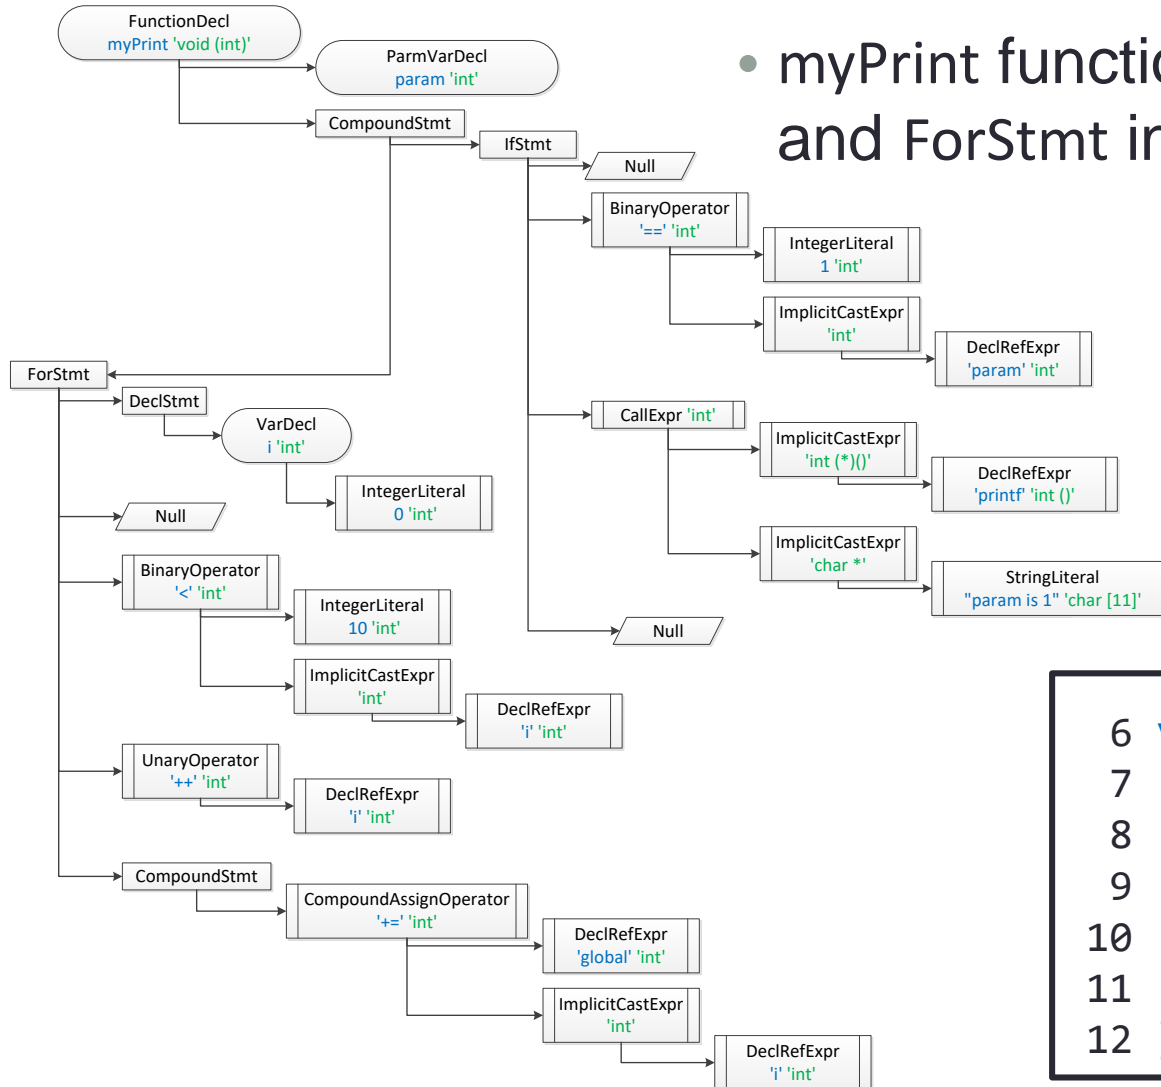 FunctionDecl
myPrint 'void (int)'
ParmVarDecl
param 'int'
CompoundStmt
IfStmt
Null
BinaryOperator
'==' 'int'
IntegerLiteral
1 'int'
ImplicitCastExpr
'int'
DeclRefExpr
'param' 'int'
CallExpr 'int'
ImplicitCastExpr
'int (*)()'
DeclRefExpr
'printf' 'int ()'
ImplicitCastExpr
'char *'
StringLiteral
"param is 1" 'char [11]'
Null
ForStmt
DeclStmt
VarDecl
i 'int'
IntegerLiteral
0 'int'
Null
BinaryOperator
'<' 'int'
IntegerLiteral
10 'int'
ImplicitCastExpr
'int'
DeclRefExpr
'i' 'int'
UnaryOperator
'++' 'int'
DeclRefExpr
'i' 'int'
CompoundStmt
CompoundAssignOperator
'+=' 'int'
DeclRefExpr
'global' 'int'
ImplicitCastExpr
'int'
DeclRefExpr
'i' 'int'
• myPrint functi
and ForStmt i
6
7
8
9
10
11
12